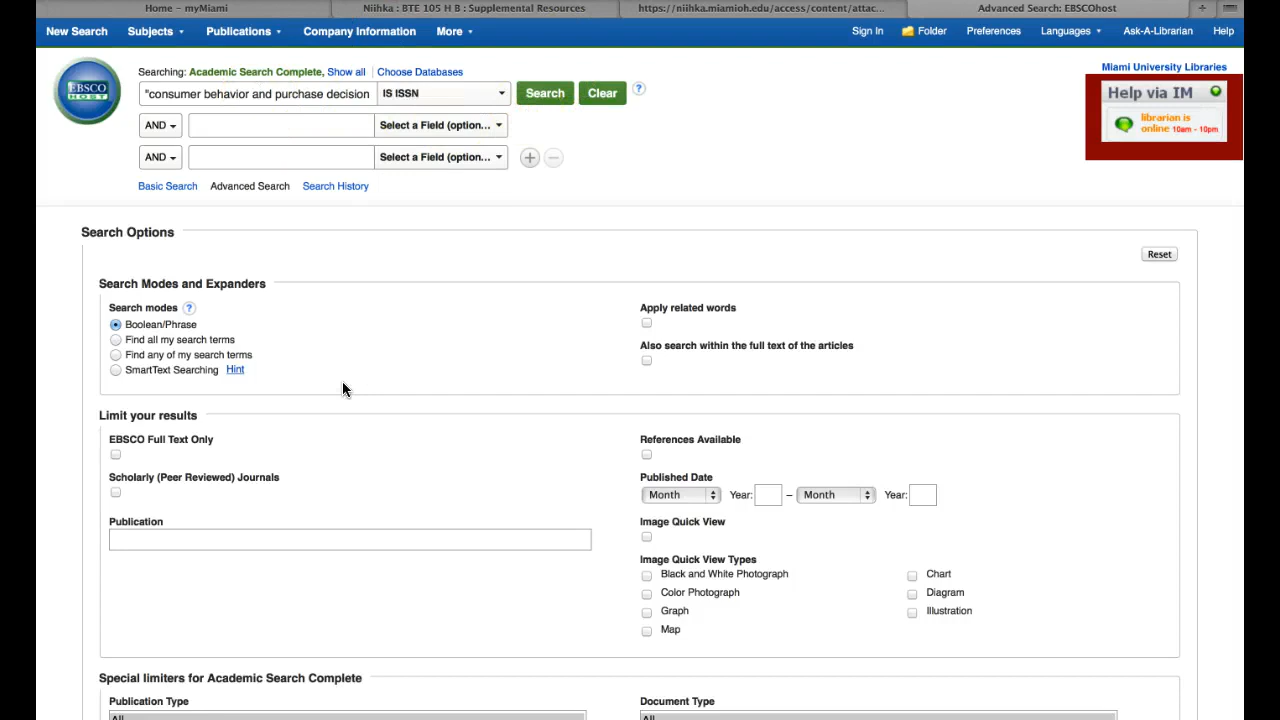 Home – myMiami
Niihka : BTE 105 H B : Supplemental Resources
https://niihka.miamioh.edu/access/content/attac...
Advanced Search: EBSCOhost
New Search Subjects Publications Company Information More Sign In Folder Preferences Languages Ask-A-Librarian Help
Searching: Academic Search Complete, Show all | Choose Databases
Miami University Libraries
EBSCO
HOST
"consumer behavior and purchase decision IS ISSN Search Clear ?
Help via IM
librarian is
online 10am - 10pm
AND Select a Field (option...
AND Select a Field (option... + −
Basic Search Advanced Search Search History
Search Options
Reset
Search Modes and Expanders
Search modes ?
Boolean/Phrase
Find all my search terms
Find any of my search terms
SmartText Searching Hint
Apply related words
Also search within the full text of the articles
Limit your results
EBSCO Full Text Only
References Available
Scholarly (Peer Reviewed) Journals
Published Date
Month Year: – Month Year:
Publication
Image Quick View
Image Quick View Types
Black and White Photograph
Chart
Color Photograph
Diagram
Graph
Illustration
Map
Special limiters for Academic Search Complete
Publication Type
Document Type
All
All